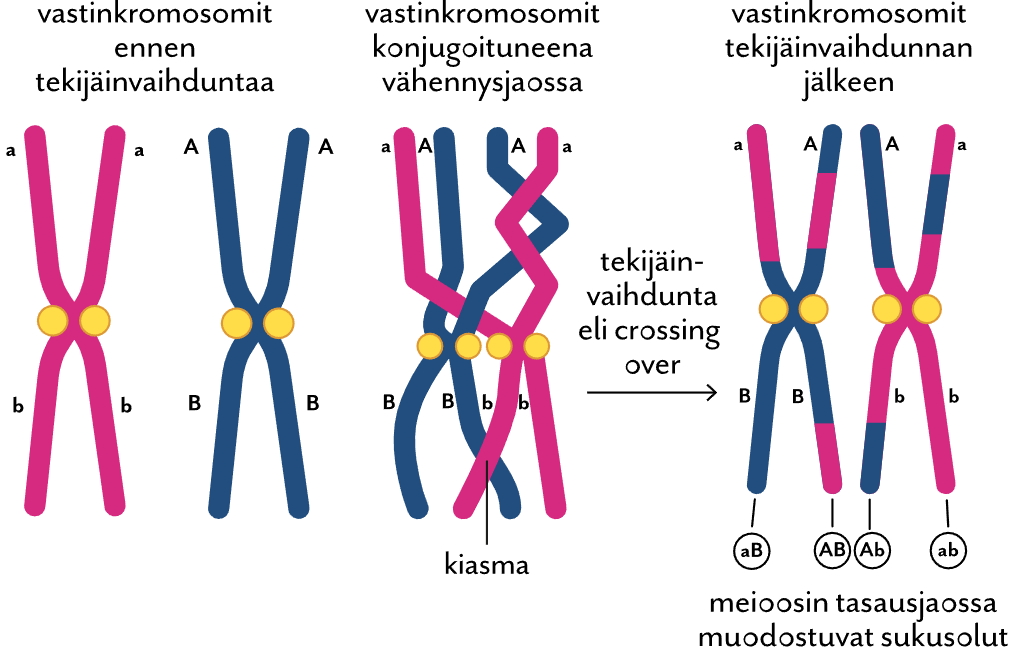 vastinkromosomit
ennen
tekijäinvaihduntaa
vastinkromosomit
konjugoituneena
vähennysjaossa
vastinkromosomit
tekijäinvaihdunnan
jälkeen
a a A A
b b B B
a A A a
B B b b
kiasma
tekijäin-
vaihdunta
eli crossing
over
a A A a
B B b b
aB AB Ab ab
meioosin tasausjaossa
muodostuvat sukusolut